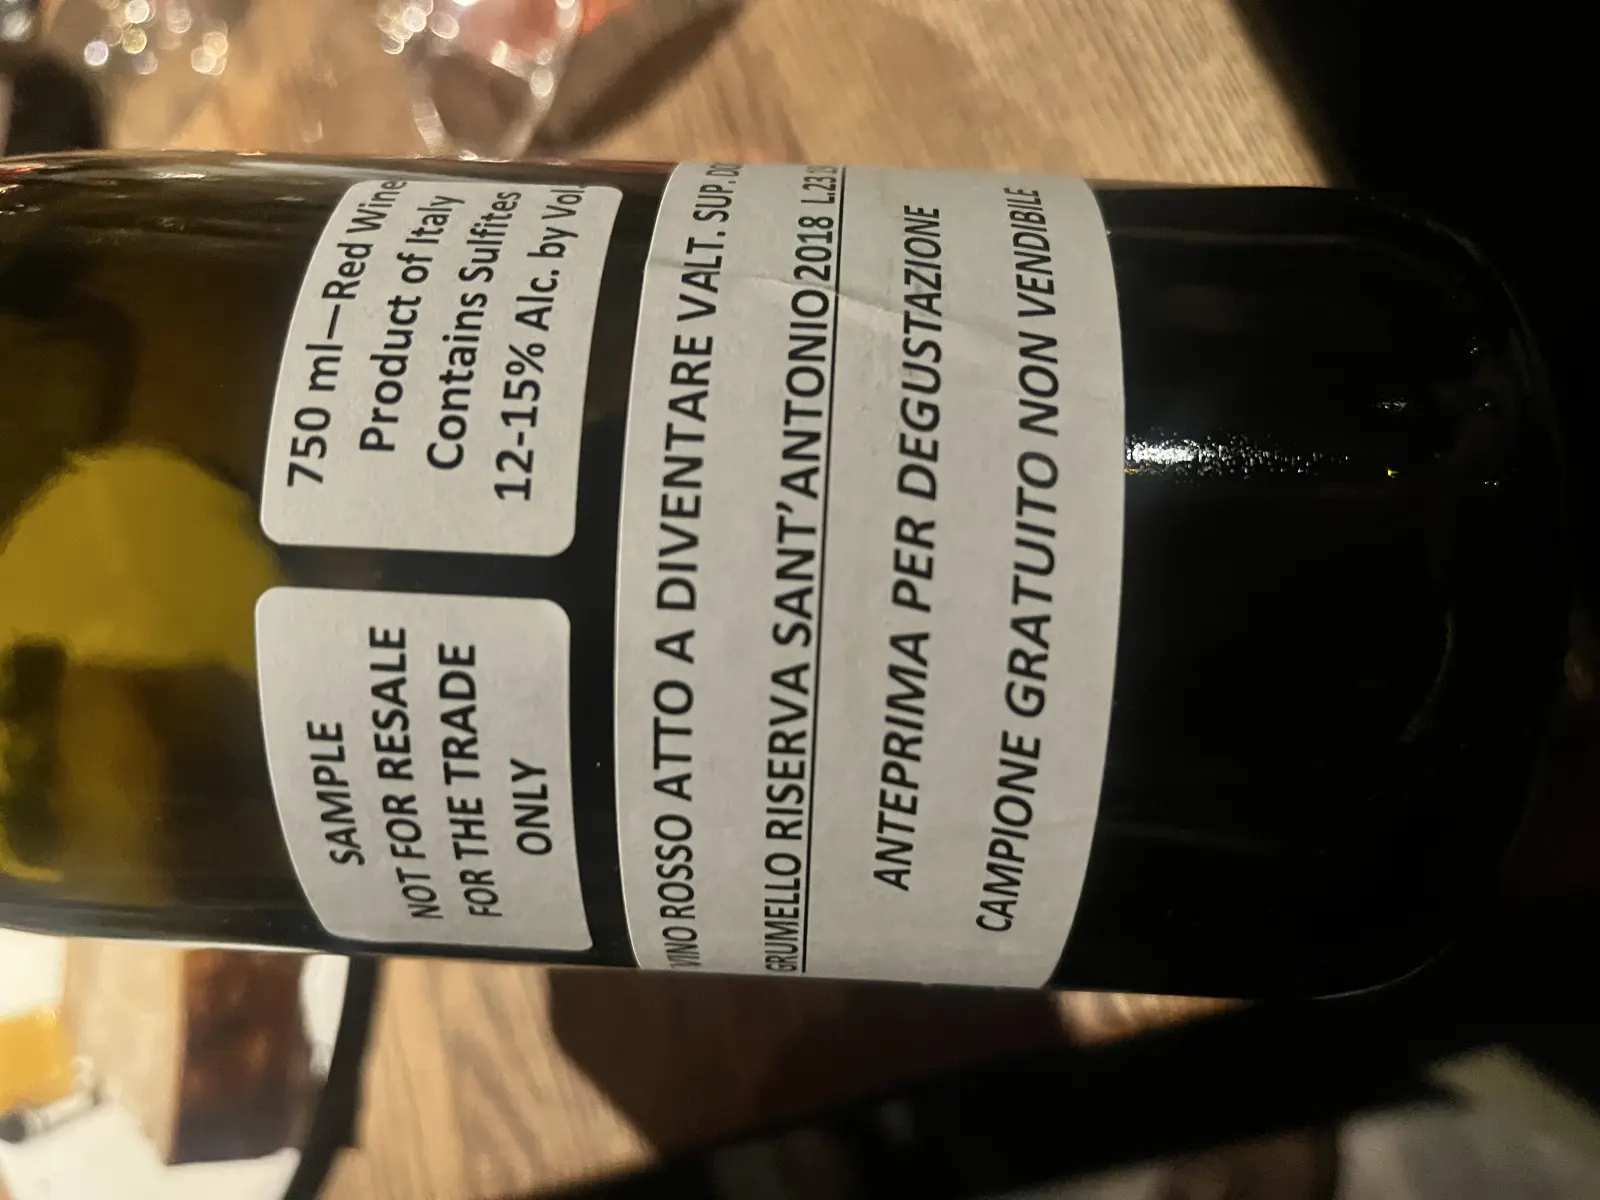 SAMPLE
NOT FOR RESALE
FOR THE TRADE
ONLY
750 ml—Red Wine
Product of Italy
Contains Sulfites
12-15% Alc. by Vol.
VINO ROSSO ATTO A DIVENTARE VALT. SUP.
GRUMELLO RISERVA SANT'ANTONIO 2018
ANTEPRIMA PER DEGUSTAZIONE
CAMPIONE GRATUITO NON VENDIBILE